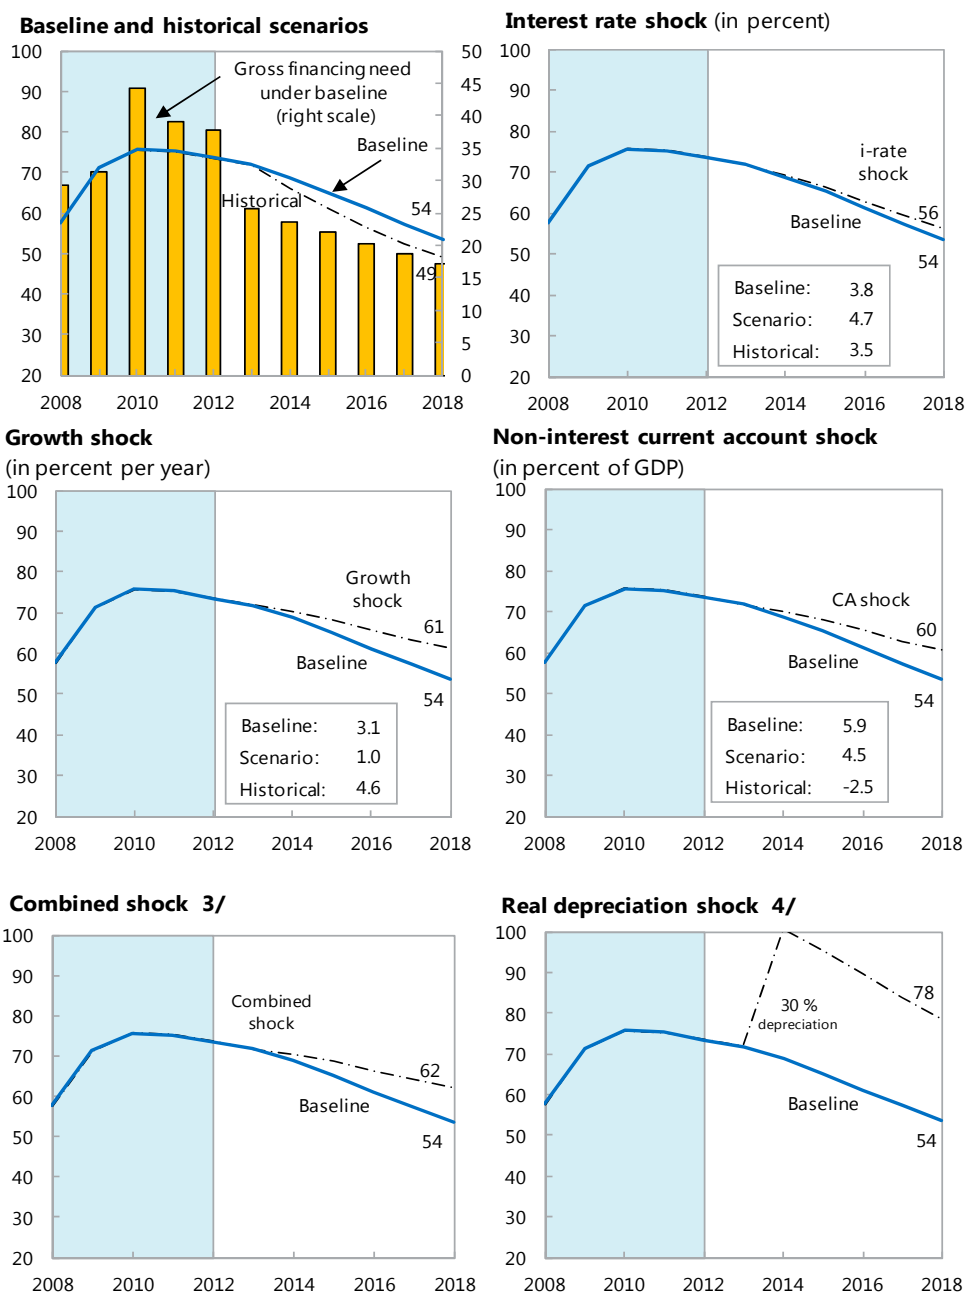 Baseline and historical scenarios
100
90
80
70
60
50
40
30
20
50
45
40
35
30
25
20
15
10
5
0
Gross financing need
under baseline
(right scale)
Baseline
Historical
54
49
2008 2010 2012 2014 2016 2018
Interest rate shock (in percent)
100
90
80
70
60
50
40
30
20
i-rate
shock
Baseline
56
54
Baseline: 3.8
Scenario: 4.7
Historical: 3.5
2008 2010 2012 2014 2016 2018
Growth shock
(in percent per year)
100
90
80
70
60
50
40
30
20
Growth
shock
61
Baseline
54
Baseline: 3.1
Scenario: 1.0
Historical: 4.6
2008 2010 2012 2014 2016 2018
Non-interest current account shock
(in percent of GDP)
100
90
80
70
60
50
40
30
20
CA shock
60
Baseline
54
Baseline: 5.9
Scenario: 4.5
Historical: -2.5
2008 2010 2012 2014 2016 2018
Combined shock 3/
100
90
80
70
60
50
40
30
20
Combined
shock
62
Baseline
54
2008 2010 2012 2014 2016 2018
Real depreciation shock 4/
100
90
80
70
60
50
40
30
20
30 %
depreciation
78
Baseline
54
2008 2010 2012 2014 2016 2018